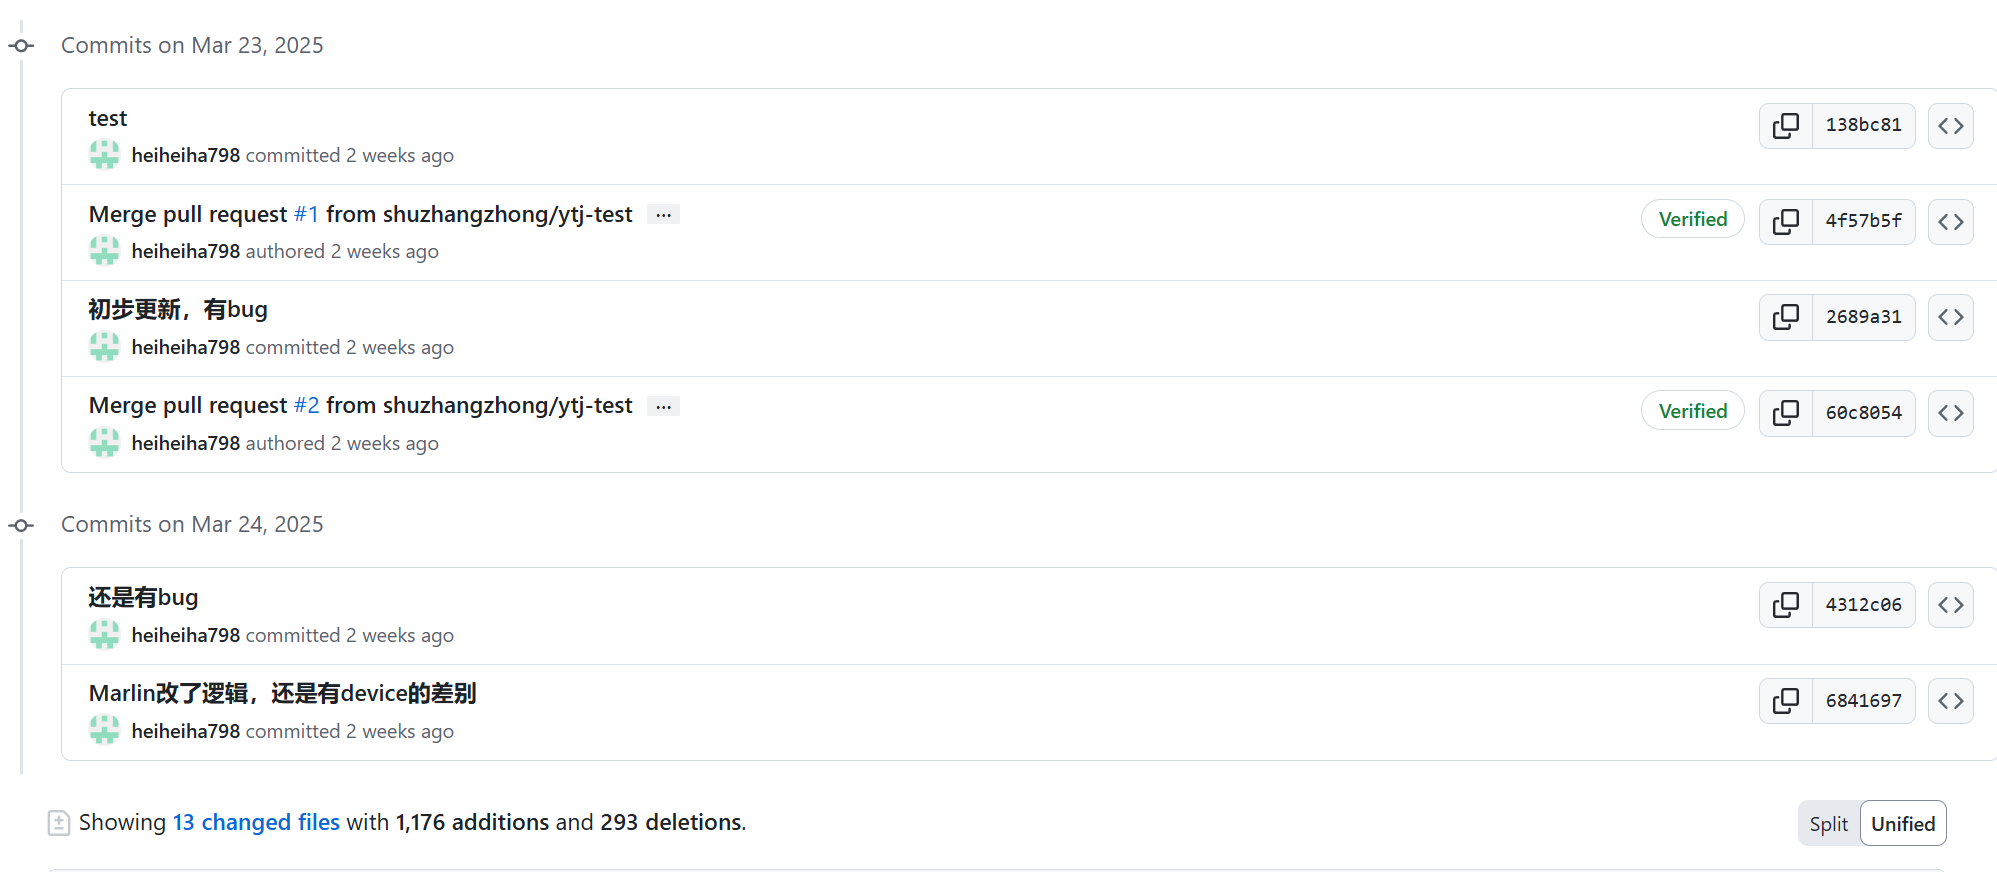 Commits on Mar 23, 2025
test
138bc81
heiheiha798 committed 2 weeks ago
Merge pull request #1 from shuzhangzhong/ytj-test ...
Verified
4f57b5f
heiheiha798 authored 2 weeks ago
初步更新，有bug
2689a31
heiheiha798 committed 2 weeks ago
Merge pull request #2 from shuzhangzhong/ytj-test ...
Verified
60c8054
heiheiha798 authored 2 weeks ago
Commits on Mar 24, 2025
还是有bug
4312c06
heiheiha798 committed 2 weeks ago
Marlin改了逻辑，还是有device的差别
6841697
heiheiha798 committed 2 weeks ago
Showing 13 changed files with 1,176 additions and 293 deletions.
Split Unified